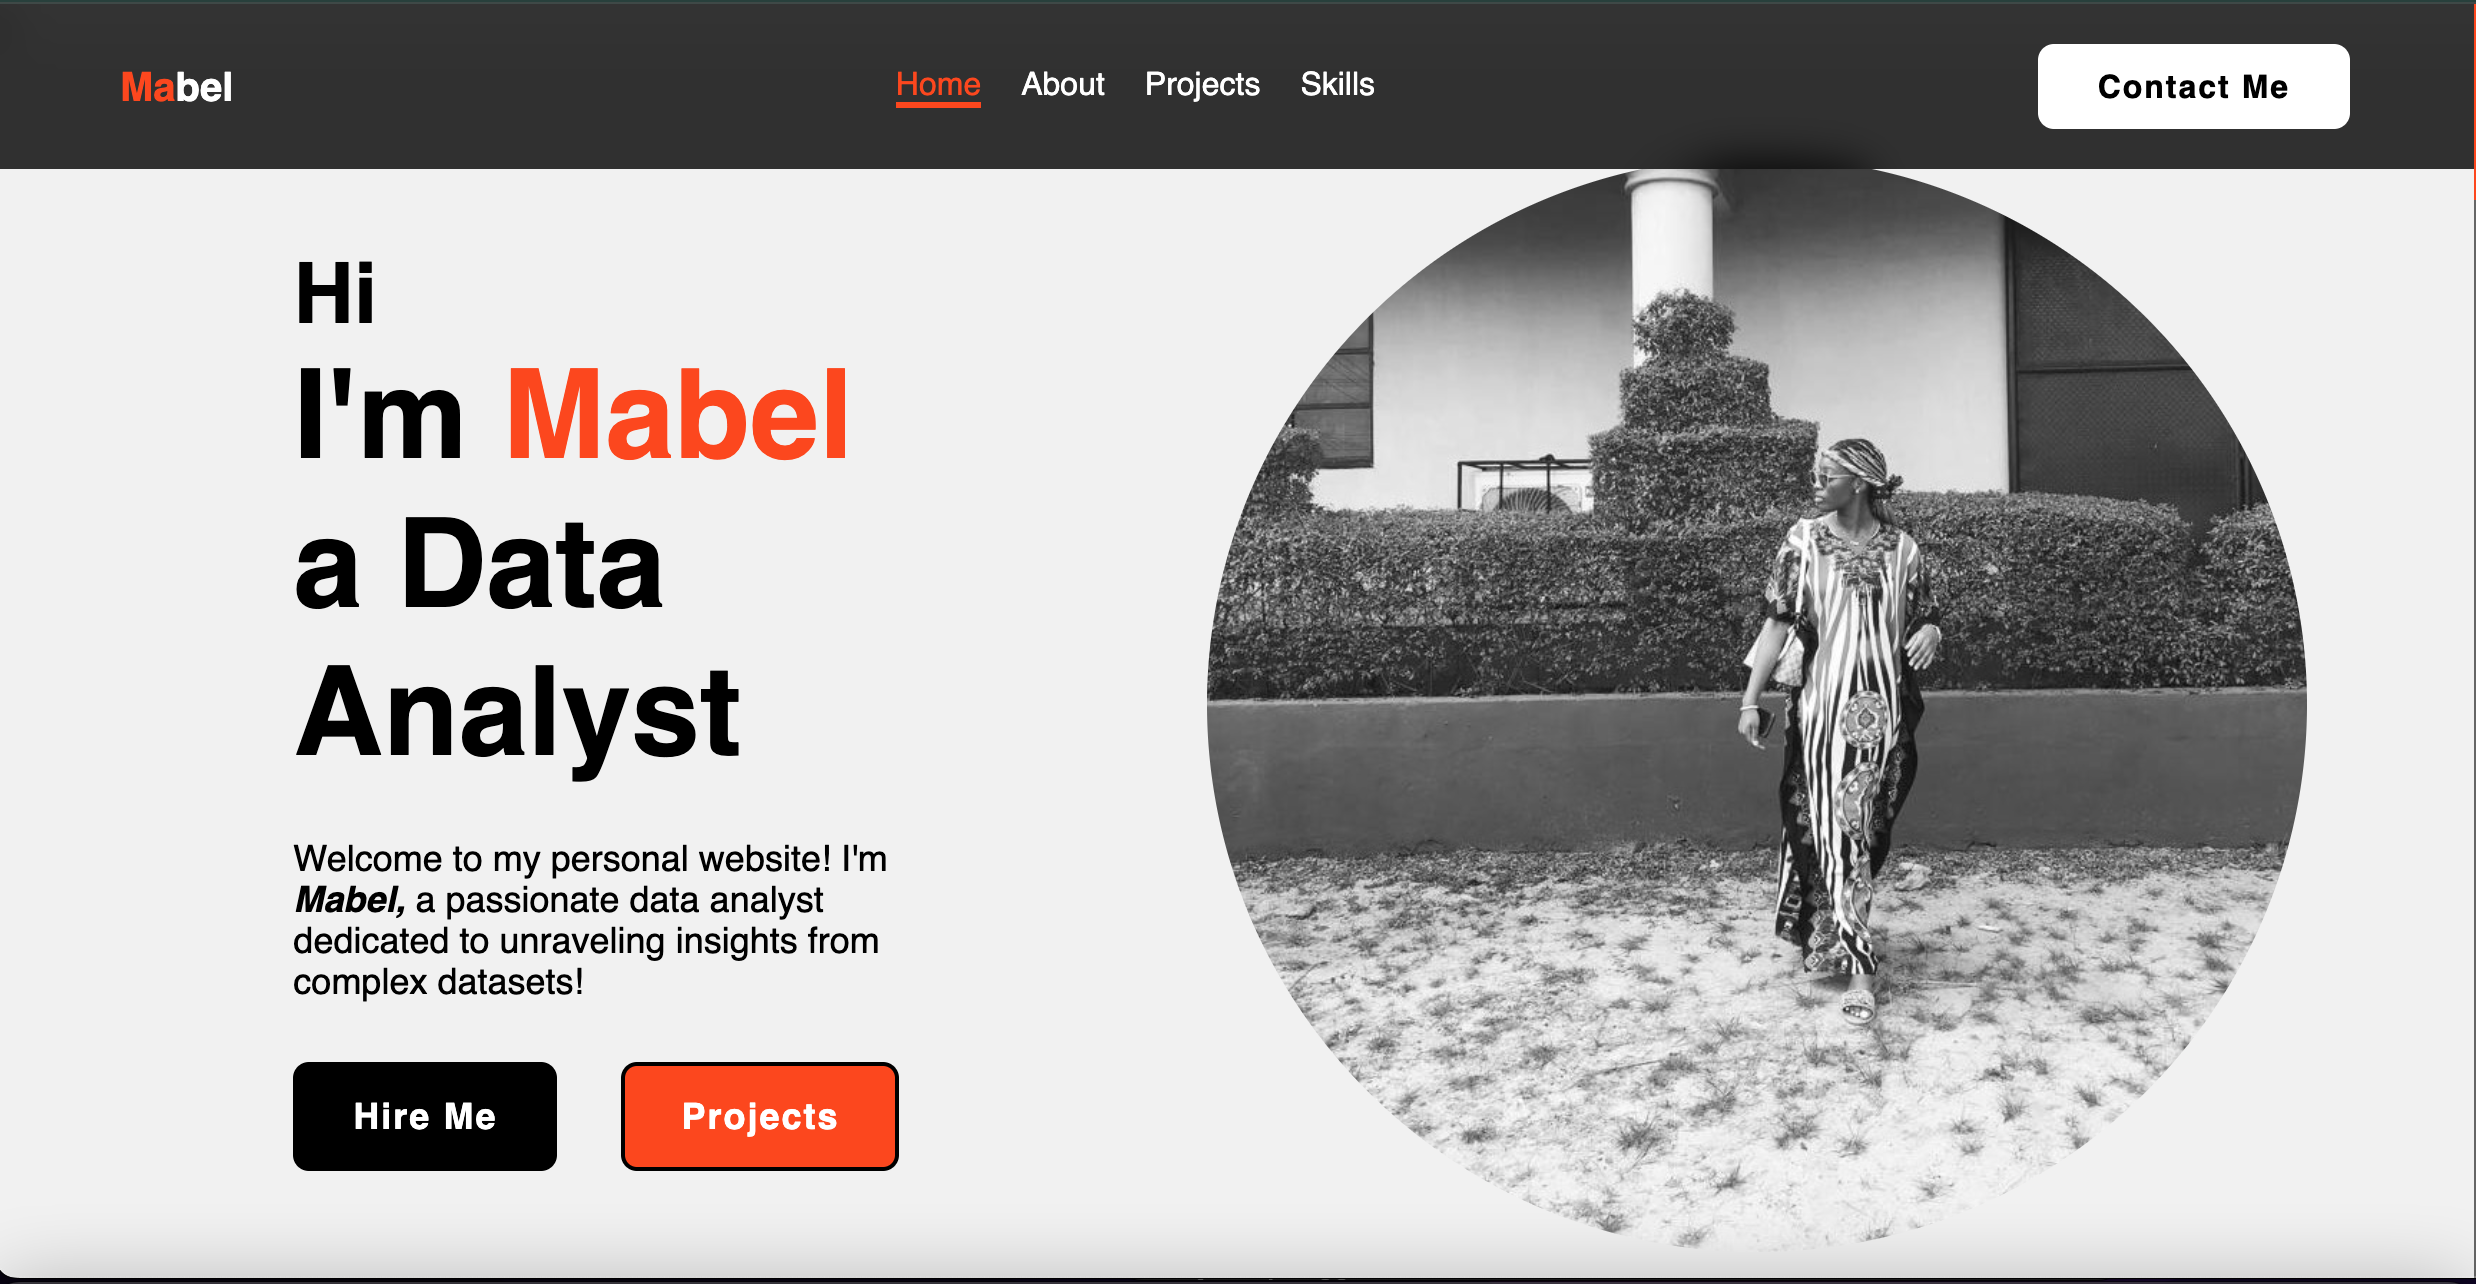 Mabel
Home About Projects Skills
Contact Me
Hi
I'm Mabel
a Data
Analyst
Welcome to my personal website! I'm
Mabel, a passionate data analyst
dedicated to unraveling insights from
complex datasets!
Hire Me
Projects